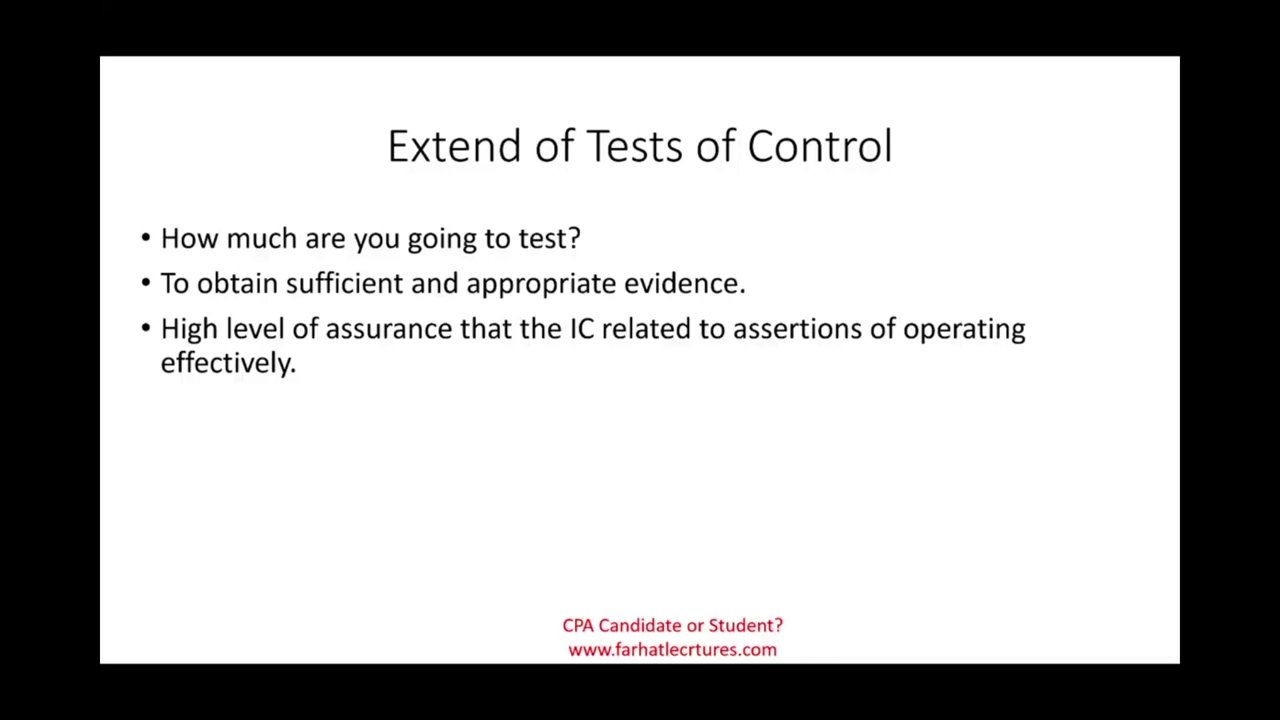 Extend of Tests of Control
• How much are you going to test?
• To obtain sufficient and appropriate evidence.
• High level of assurance that the IC related to assertions of operating
effectively.
CPA Candidate or Student?
www.farhatlecrtures.com